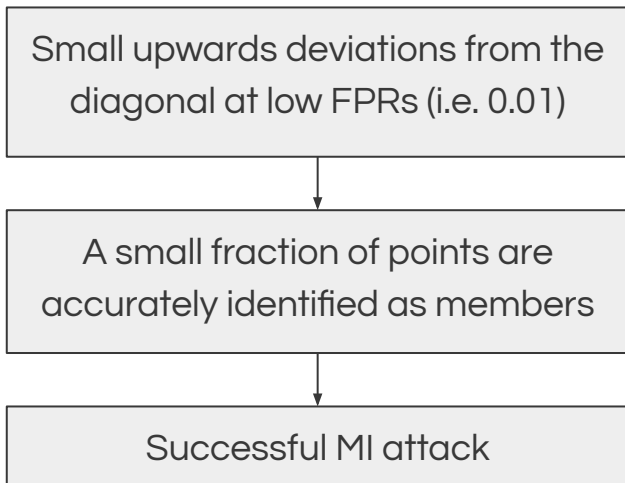 Small upwards deviations from the
diagonal at low FPRs (i.e. 0.01)
A small fraction of points are
accurately identified as members
Successful MI attack